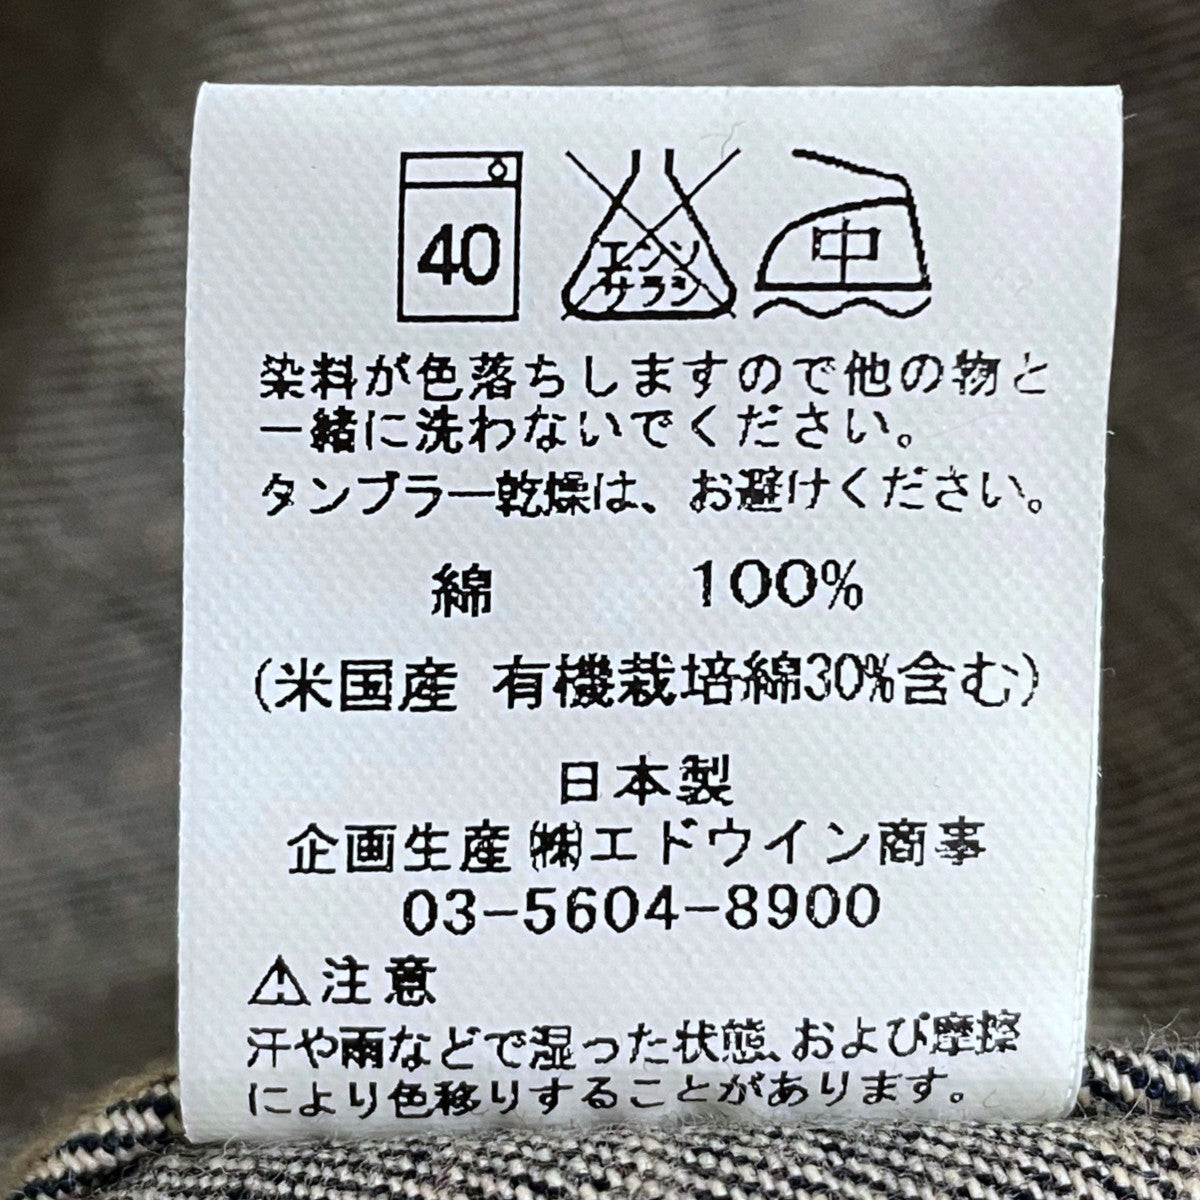 40
エンソ
サラシ
中
染料が色落ちしますので他の物と
一緒に洗わないでください。
タンブラー乾燥は、お避けください。
綿 100%
(米国産 有機栽培綿30%含む)
日本製
企画生産㈱エドウイン商事
03-5604-8900
⚠注意
汗や雨などで湿った状態、および摩擦
により色移りすることがあります。